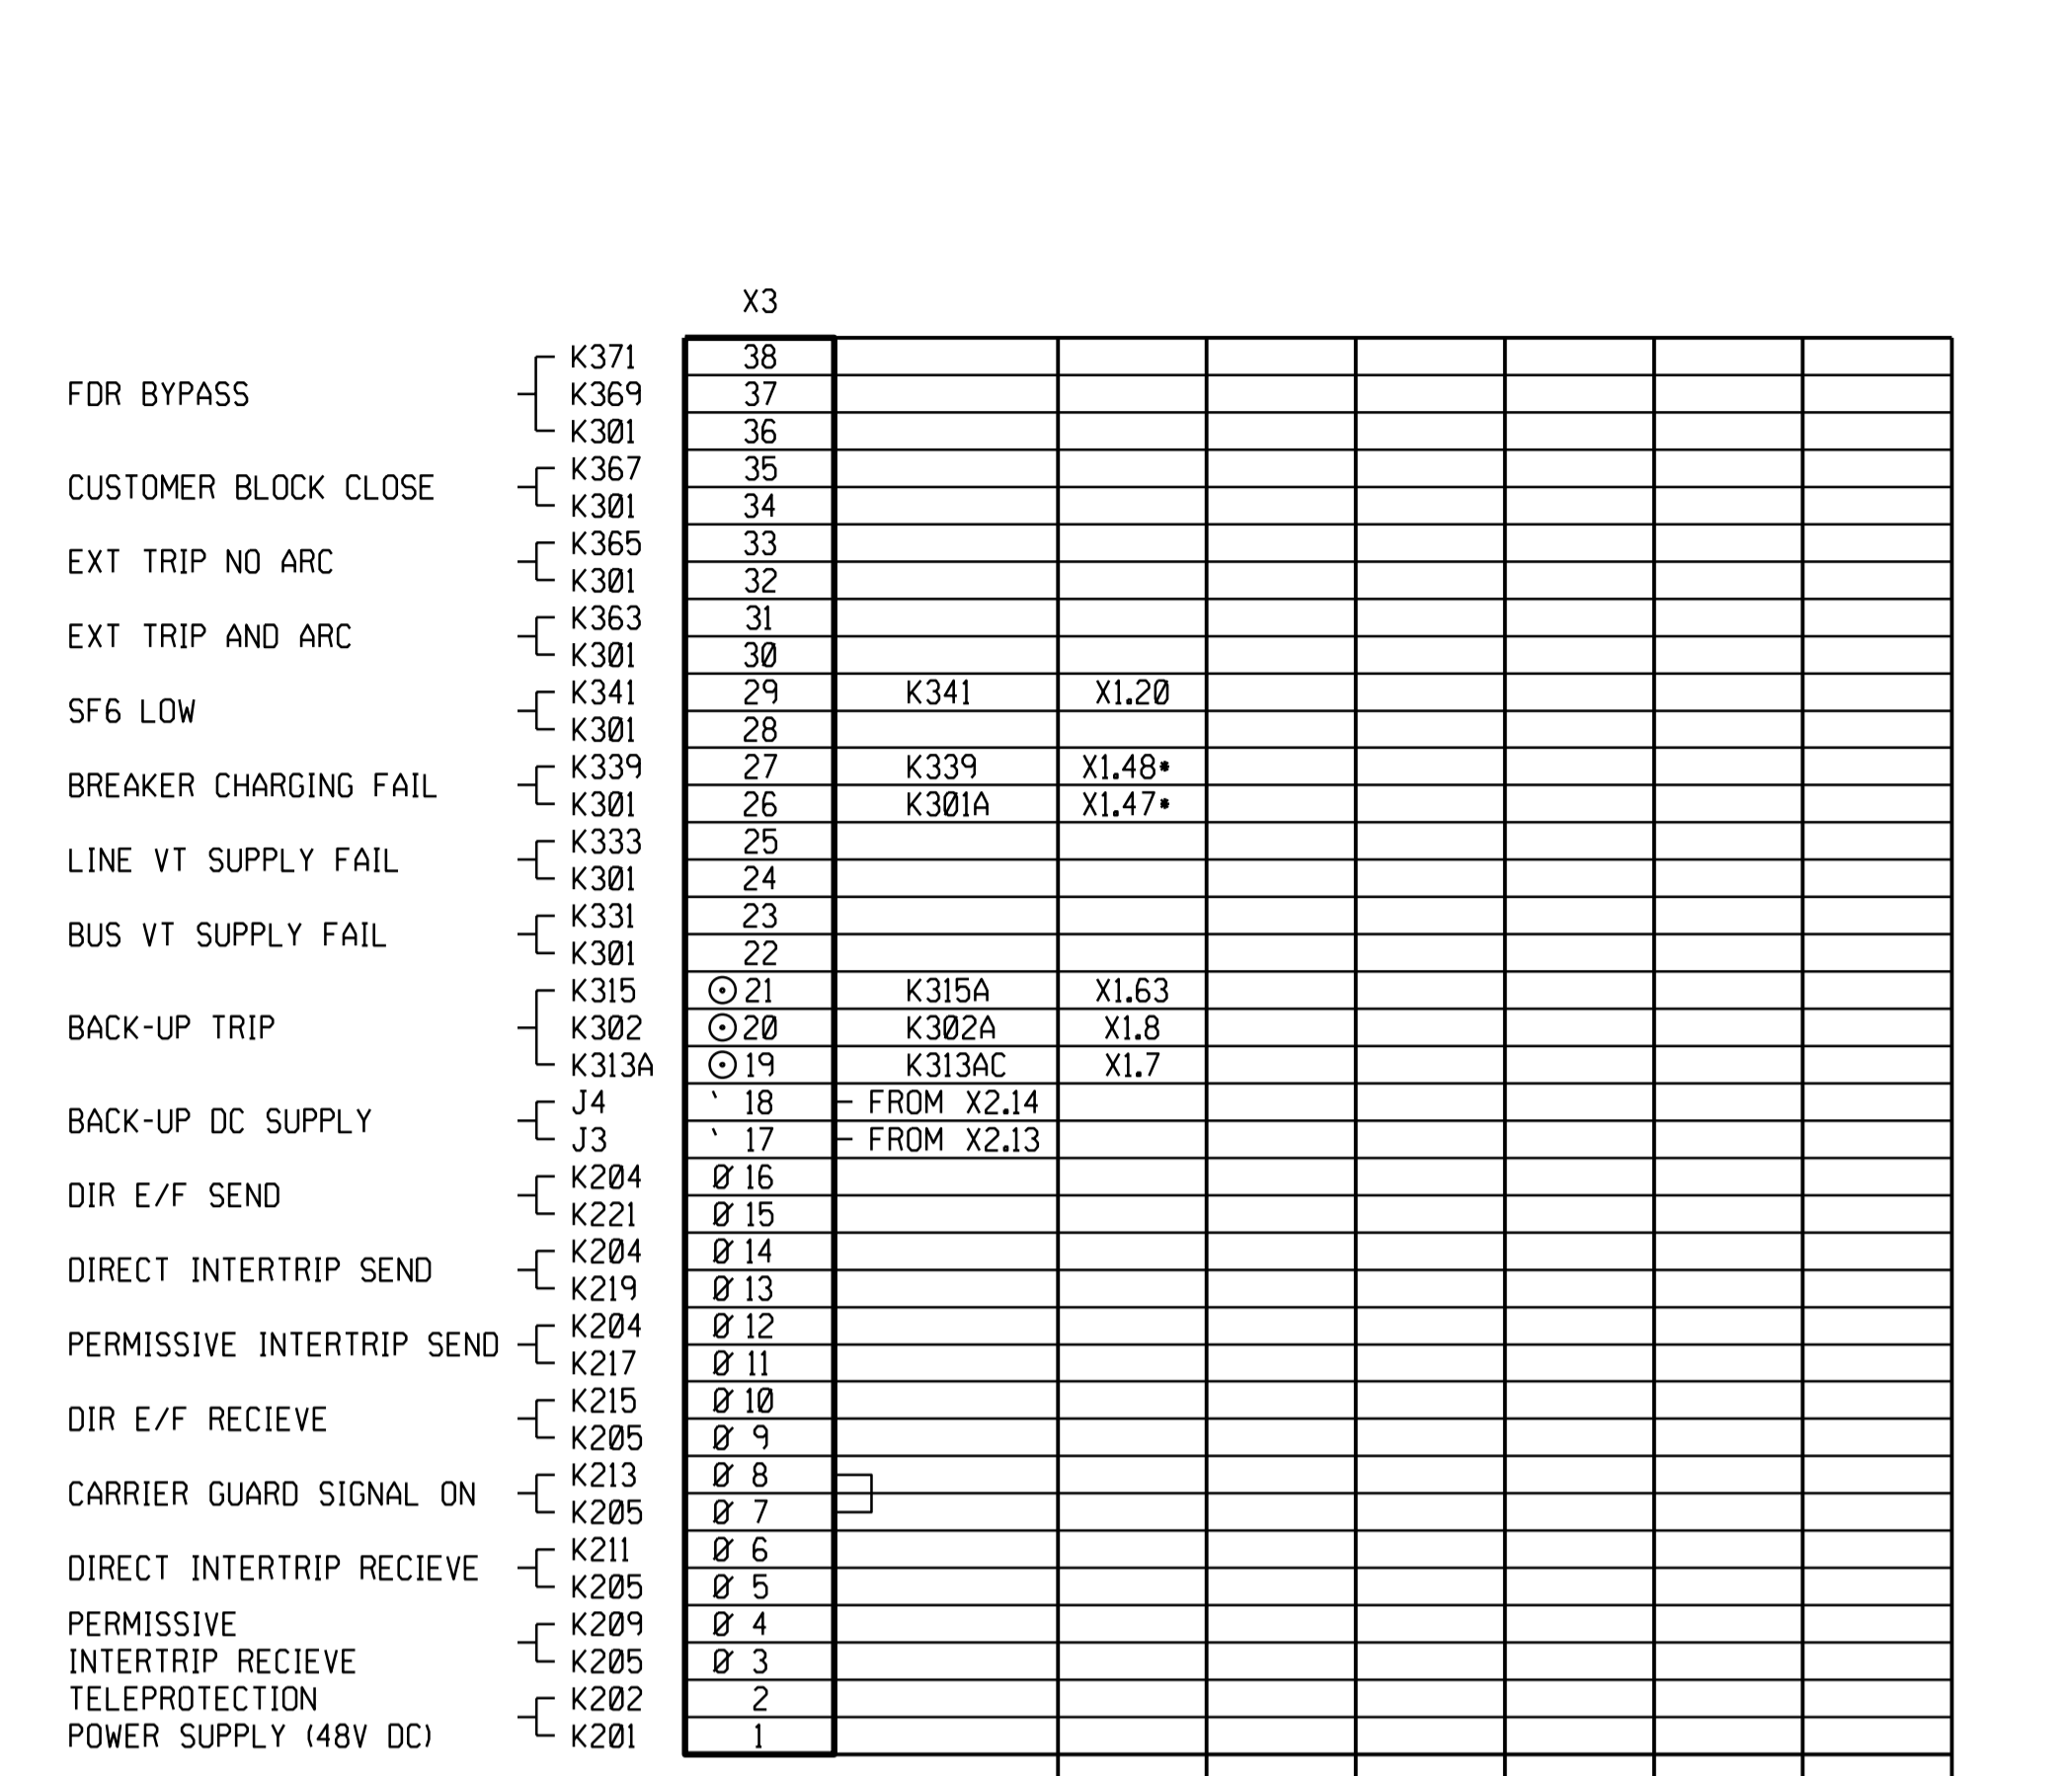 X3
K371 38
FDR BYPASS K369 37
K301 36
K367 35
CUSTOMER BLOCK CLOSE
K301 34
K365 33
EXT TRIP NO ARC
K301 32
K363 31
EXT TRIP AND ARC
K301 30
K341 29 K341 X1.20
SF6 LOW
K301 28
K339 27 K339 X1.48*
BREAKER CHARGING FAIL
K301 26 K301A X1.47*
K333 25
LINE VT SUPPLY FAIL
K301 24
K331 23
BUS VT SUPPLY FAIL
K301 22
K315 ⊙ 21 K315A X1.63
BACK-UP TRIP K302 ⊙ 20 K302A X1.8
K313A ⊙ 19 K313AC X1.7
J4 ` 18 FROM X2.14
BACK-UP DC SUPPLY
J3 ` 17 FROM X2.13
K204 Ø 16
DIR E/F SEND
K221 Ø 15
K204 Ø 14
DIRECT INTERTRIP SEND
K219 Ø 13
K204 Ø 12
PERMISSIVE INTERTRIP SEND
K217 Ø 11
K215 Ø 10
DIR E/F RECIEVE
K205 Ø 9
K213 Ø 8
CARRIER GUARD SIGNAL ON
K205 Ø 7
K211 Ø 6
DIRECT INTERTRIP RECIEVE
K205 Ø 5
PERMISSIVE K209 Ø 4
INTERTRIP RECIEVE K205 Ø 3
TELEPROTECTION K202 2
POWER SUPPLY (48V DC) K201 1